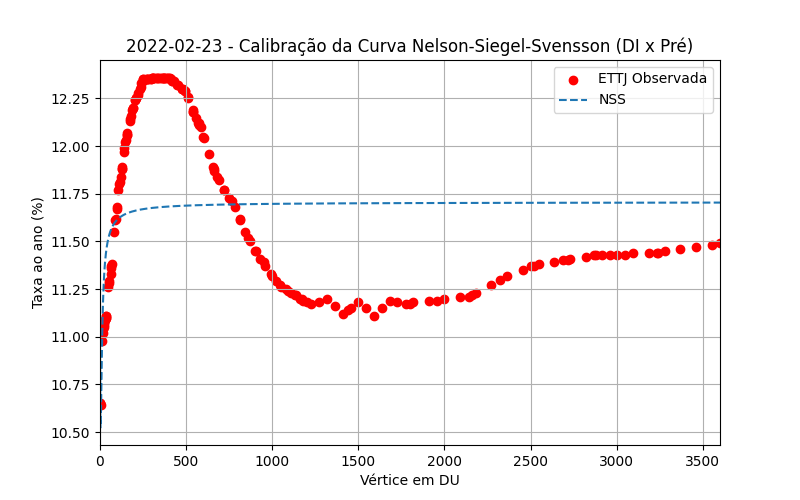 2022-02-23 - Calibração da Curva Nelson-Siegel-Svensson (DI x Pré)
ETTJ Observada
NSS
Taxa ao ano (%)
12.25
12.00
11.75
11.50
11.25
11.00
10.75
10.50
0 500 1000 1500 2000 2500 3000 3500
Vértice em DU